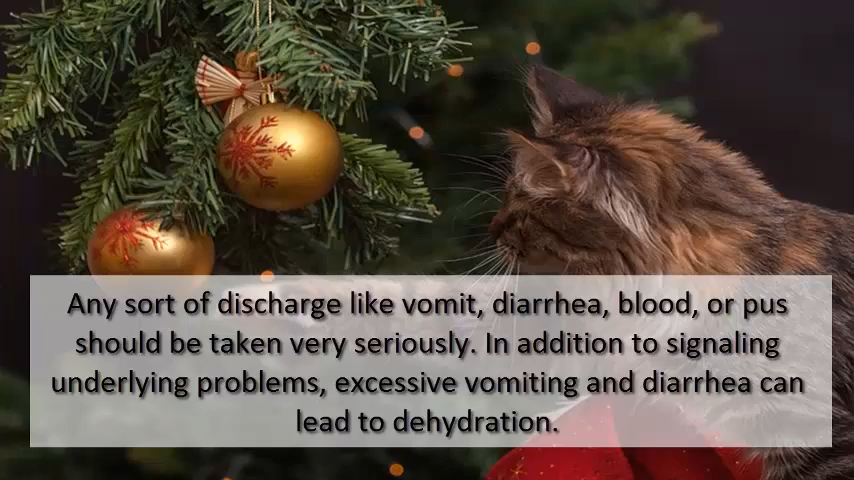 Any sort of discharge like vomit, diarrhea, blood, or pus
should be taken very seriously. In addition to signaling
underlying problems, excessive vomiting and diarrhea can
lead to dehydration.